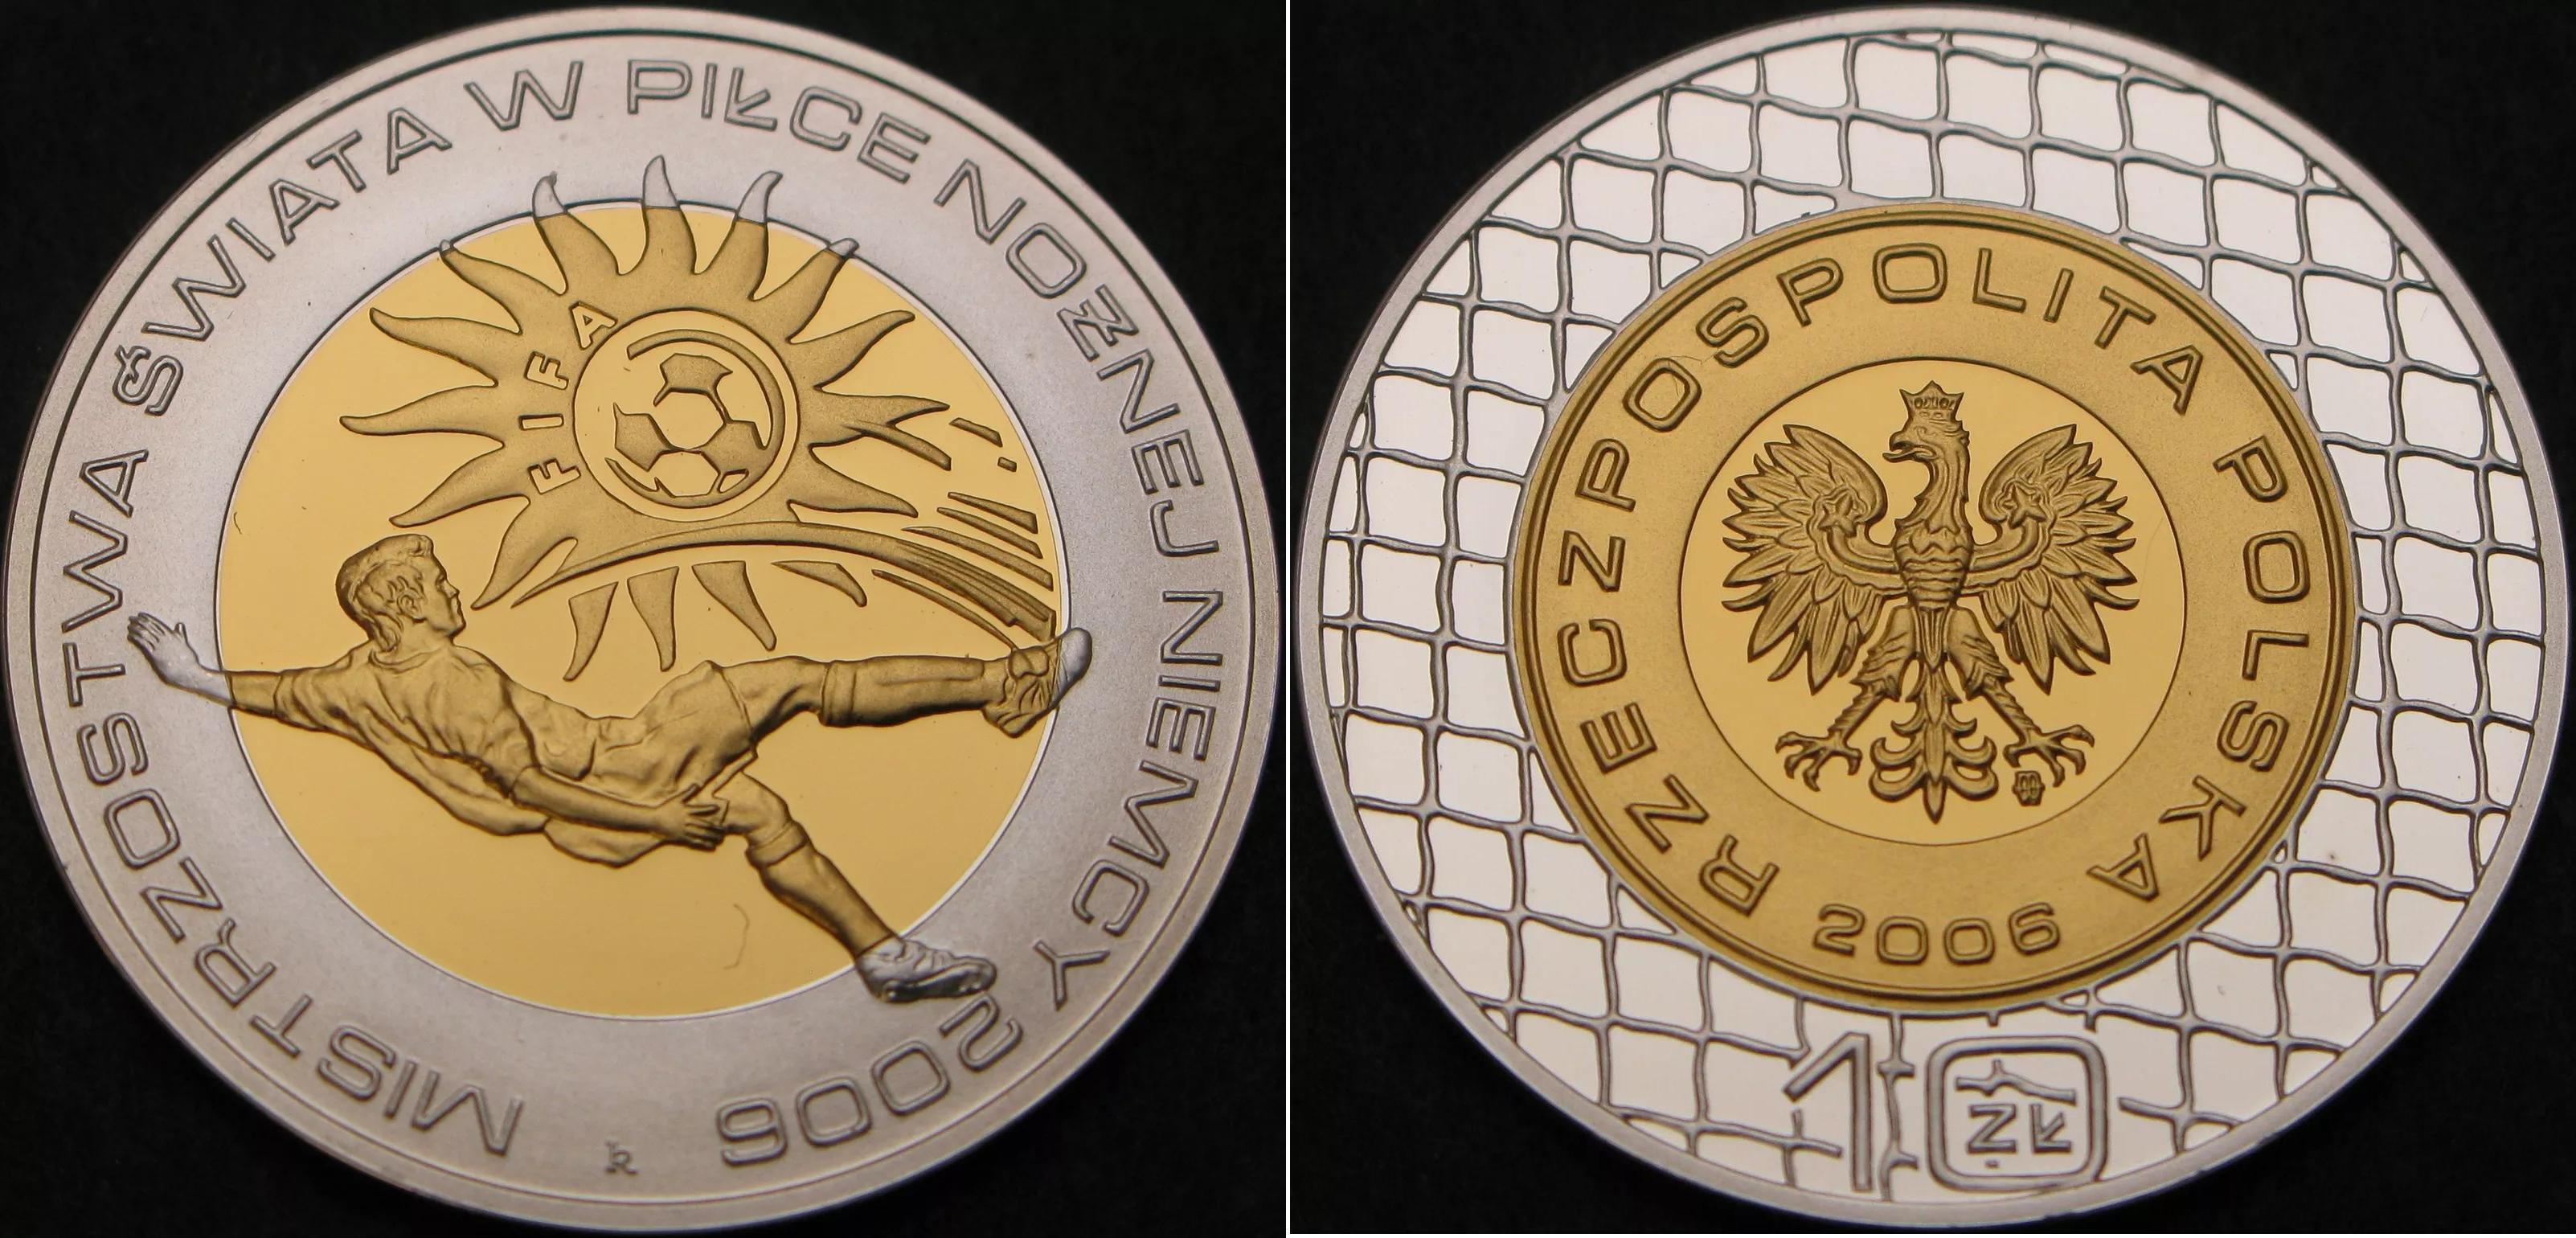 MISTRZOSTWA ŚWIATA W PIŁCE NOŻNEJ NIEMCY 2006
FIFA
k
RZECZPOSPOLITA POLSKA
2006
10 ZŁ